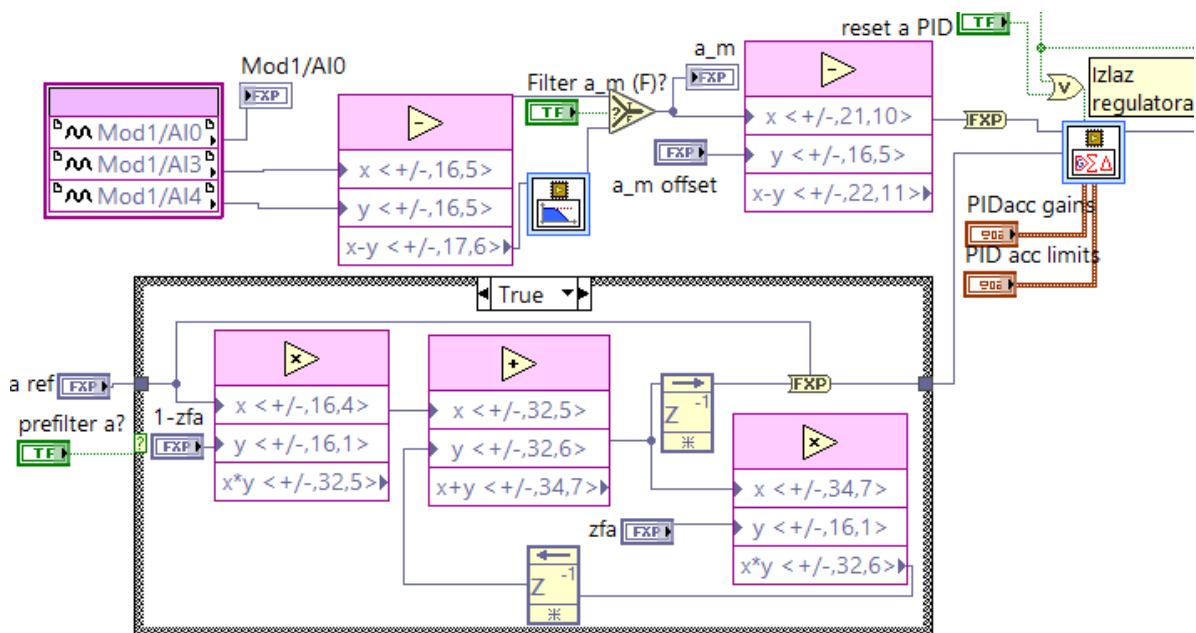 reset a PID
TF
Mod1/AI0
FXP
a_m
FXP
Filter a_m (F)?
TF
?
F
V
Izlaz
regulatora
Mod1/AI0
Mod1/AI3
Mod1/AI4
-
x <+/-,16,5>
y <+/-,16,5>
x-y <+/-,17,6>
-
x <+/-,21,10>
y <+/-,16,5>
x-y <+/-,22,11>
FXP
a_m offset
FXP
PIDacc gains
PID acc limits
True
a ref
FXP
prefilter a?
TF
?
1-zfa
FXP
×
x <+/-,16,4>
y <+/-,16,1>
x*y <+/-,32,5>
+
x <+/-,32,5>
y <+/-,32,6>
x+y <+/-,34,7>
Z -1
FXP
×
x <+/-,34,7>
y <+/-,16,1>
x*y <+/-,32,6>
zfa
FXP
Z -1